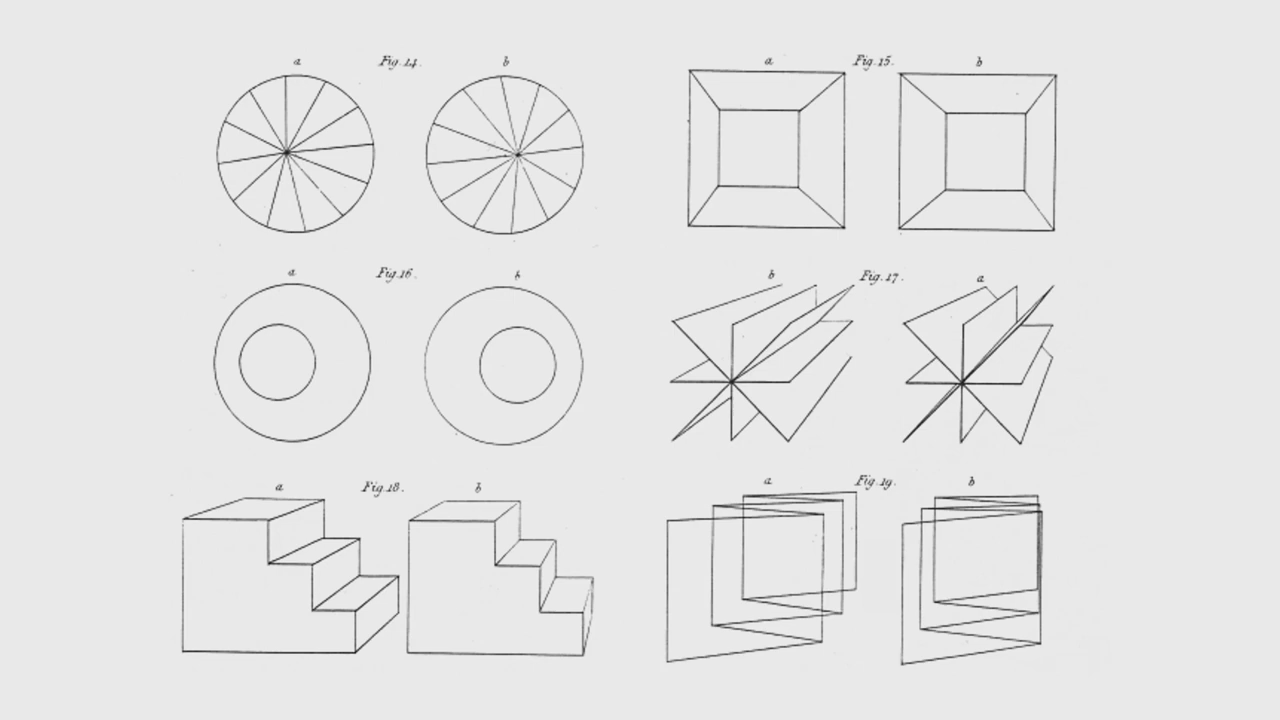 a Fig.14. b
a Fig.15. b
a Fig.16. b
b Fig.17. a
a Fig.18. b
a Fig.19. b